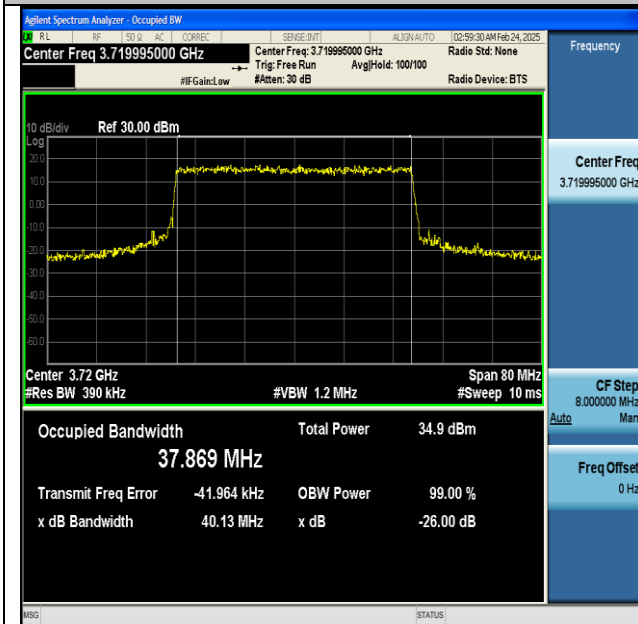 Agilent Spectrum Analyzer - Occupied BW
RL RF 50 Ω AC CORREC SENSE:INT ALIGN AUTO 02:59:30 AM Feb 24, 2025
Center Freq 3.719995000 GHz
Center Freq: 3.719995000 GHz Radio Std: None
Trig: Free Run Avg|Hold: 100/100
#IFGain:Low #Atten: 30 dB Radio Device: BTS
10 dB/div Ref 30.00 dBm
Log
20.0
10.0
0.00
-10.0
-20.0
-30.0
-40.0
-50.0
-60.0
Center 3.72 GHz Span 80 MHz
#Res BW 390 kHz #VBW 1.2 MHz #Sweep 10 ms
Occupied Bandwidth Total Power 34.9 dBm
37.869 MHz
Transmit Freq Error -41.964 kHz OBW Power 99.00 %
x dB Bandwidth 40.13 MHz x dB -26.00 dB
MSG STATUS
Frequency
Center Freq
3.719995000 GHz
CF Step
8.000000 MHz
Auto Man
Freq Offset
0 Hz